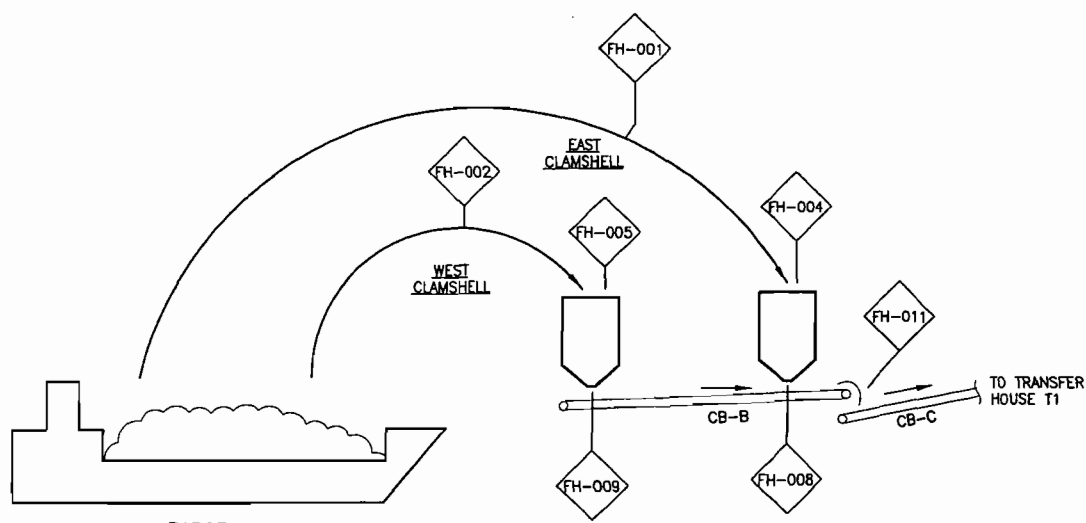 FH-001
EAST
CLAMSHELL
FH-002
FH-004
FH-005
WEST
CLAMSHELL
FH-011
TO TRANSFER
HOUSE T1
CB-B
CB-C
FH-009
FH-008